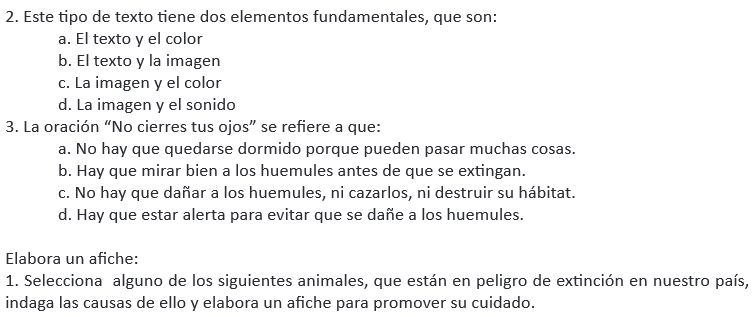 2. Este tipo de texto tiene dos elementos fundamentales, que son:
a. El texto y el color
b. El texto y la imagen
c. La imagen y el color
d. La imagen y el sonido
3. La oración “No cierres tus ojos” se refiere a que:
a. No hay que quedarse dormido porque pueden pasar muchas cosas.
b. Hay que mirar bien a los huemules antes de que se extingan.
c. No hay que dañar a los huemules, ni cazarlos, ni destruir su hábitat.
d. Hay que estar alerta para evitar que se dañe a los huemules.
Elabora un afiche:
1. Selecciona alguno de los siguientes animales, que están en peligro de extinción en nuestro país,
indaga las causas de ello y elabora un afiche para promover su cuidado.